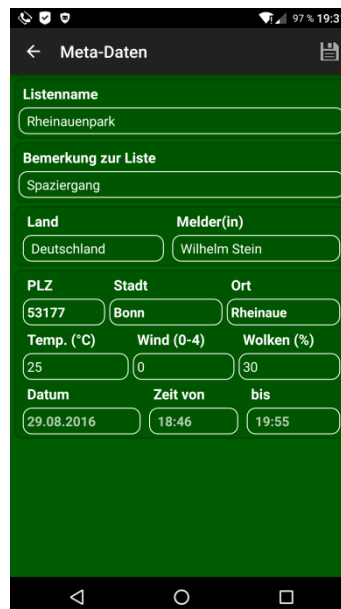 97 % 19:3
Meta-Daten
Listenname
Rheinauenpark
Bemerkung zur Liste
Spaziergang
Land Melder(in)
Deutschland Wilhelm Stein
PLZ Stadt Ort
53177 Bonn Rheinaue
Temp. (°C) Wind (0-4) Wolken (%)
25 0 30
Datum Zeit von bis
29.08.2016 18:46 19:55